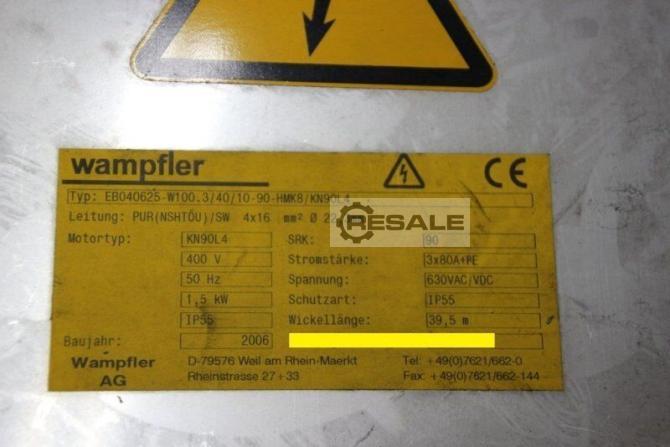 wampfler
CE
Typ: EB040625-W100.3/40/10-90-HMK8/KN90L4
Leitung: PUR(NSHTÖU)/SW 4x16 mm² Ø 22
RESALE
Motortyp: KN90L4 SRK: 90
400 V Stromstärke: 3x80A+PE
50 Hz Spannung: 630VAC/VDC
1,5 kW Schutzart: IP55
IP55 Wickellänge: 39,5 m
Baujahr: 2006
Wampfler AG
D-79576 Weil am Rhein-Maerkt
Rheinstrasse 27+33
Tel: +49(0)7621/662-0
Fax: +49(0)7621/662-144